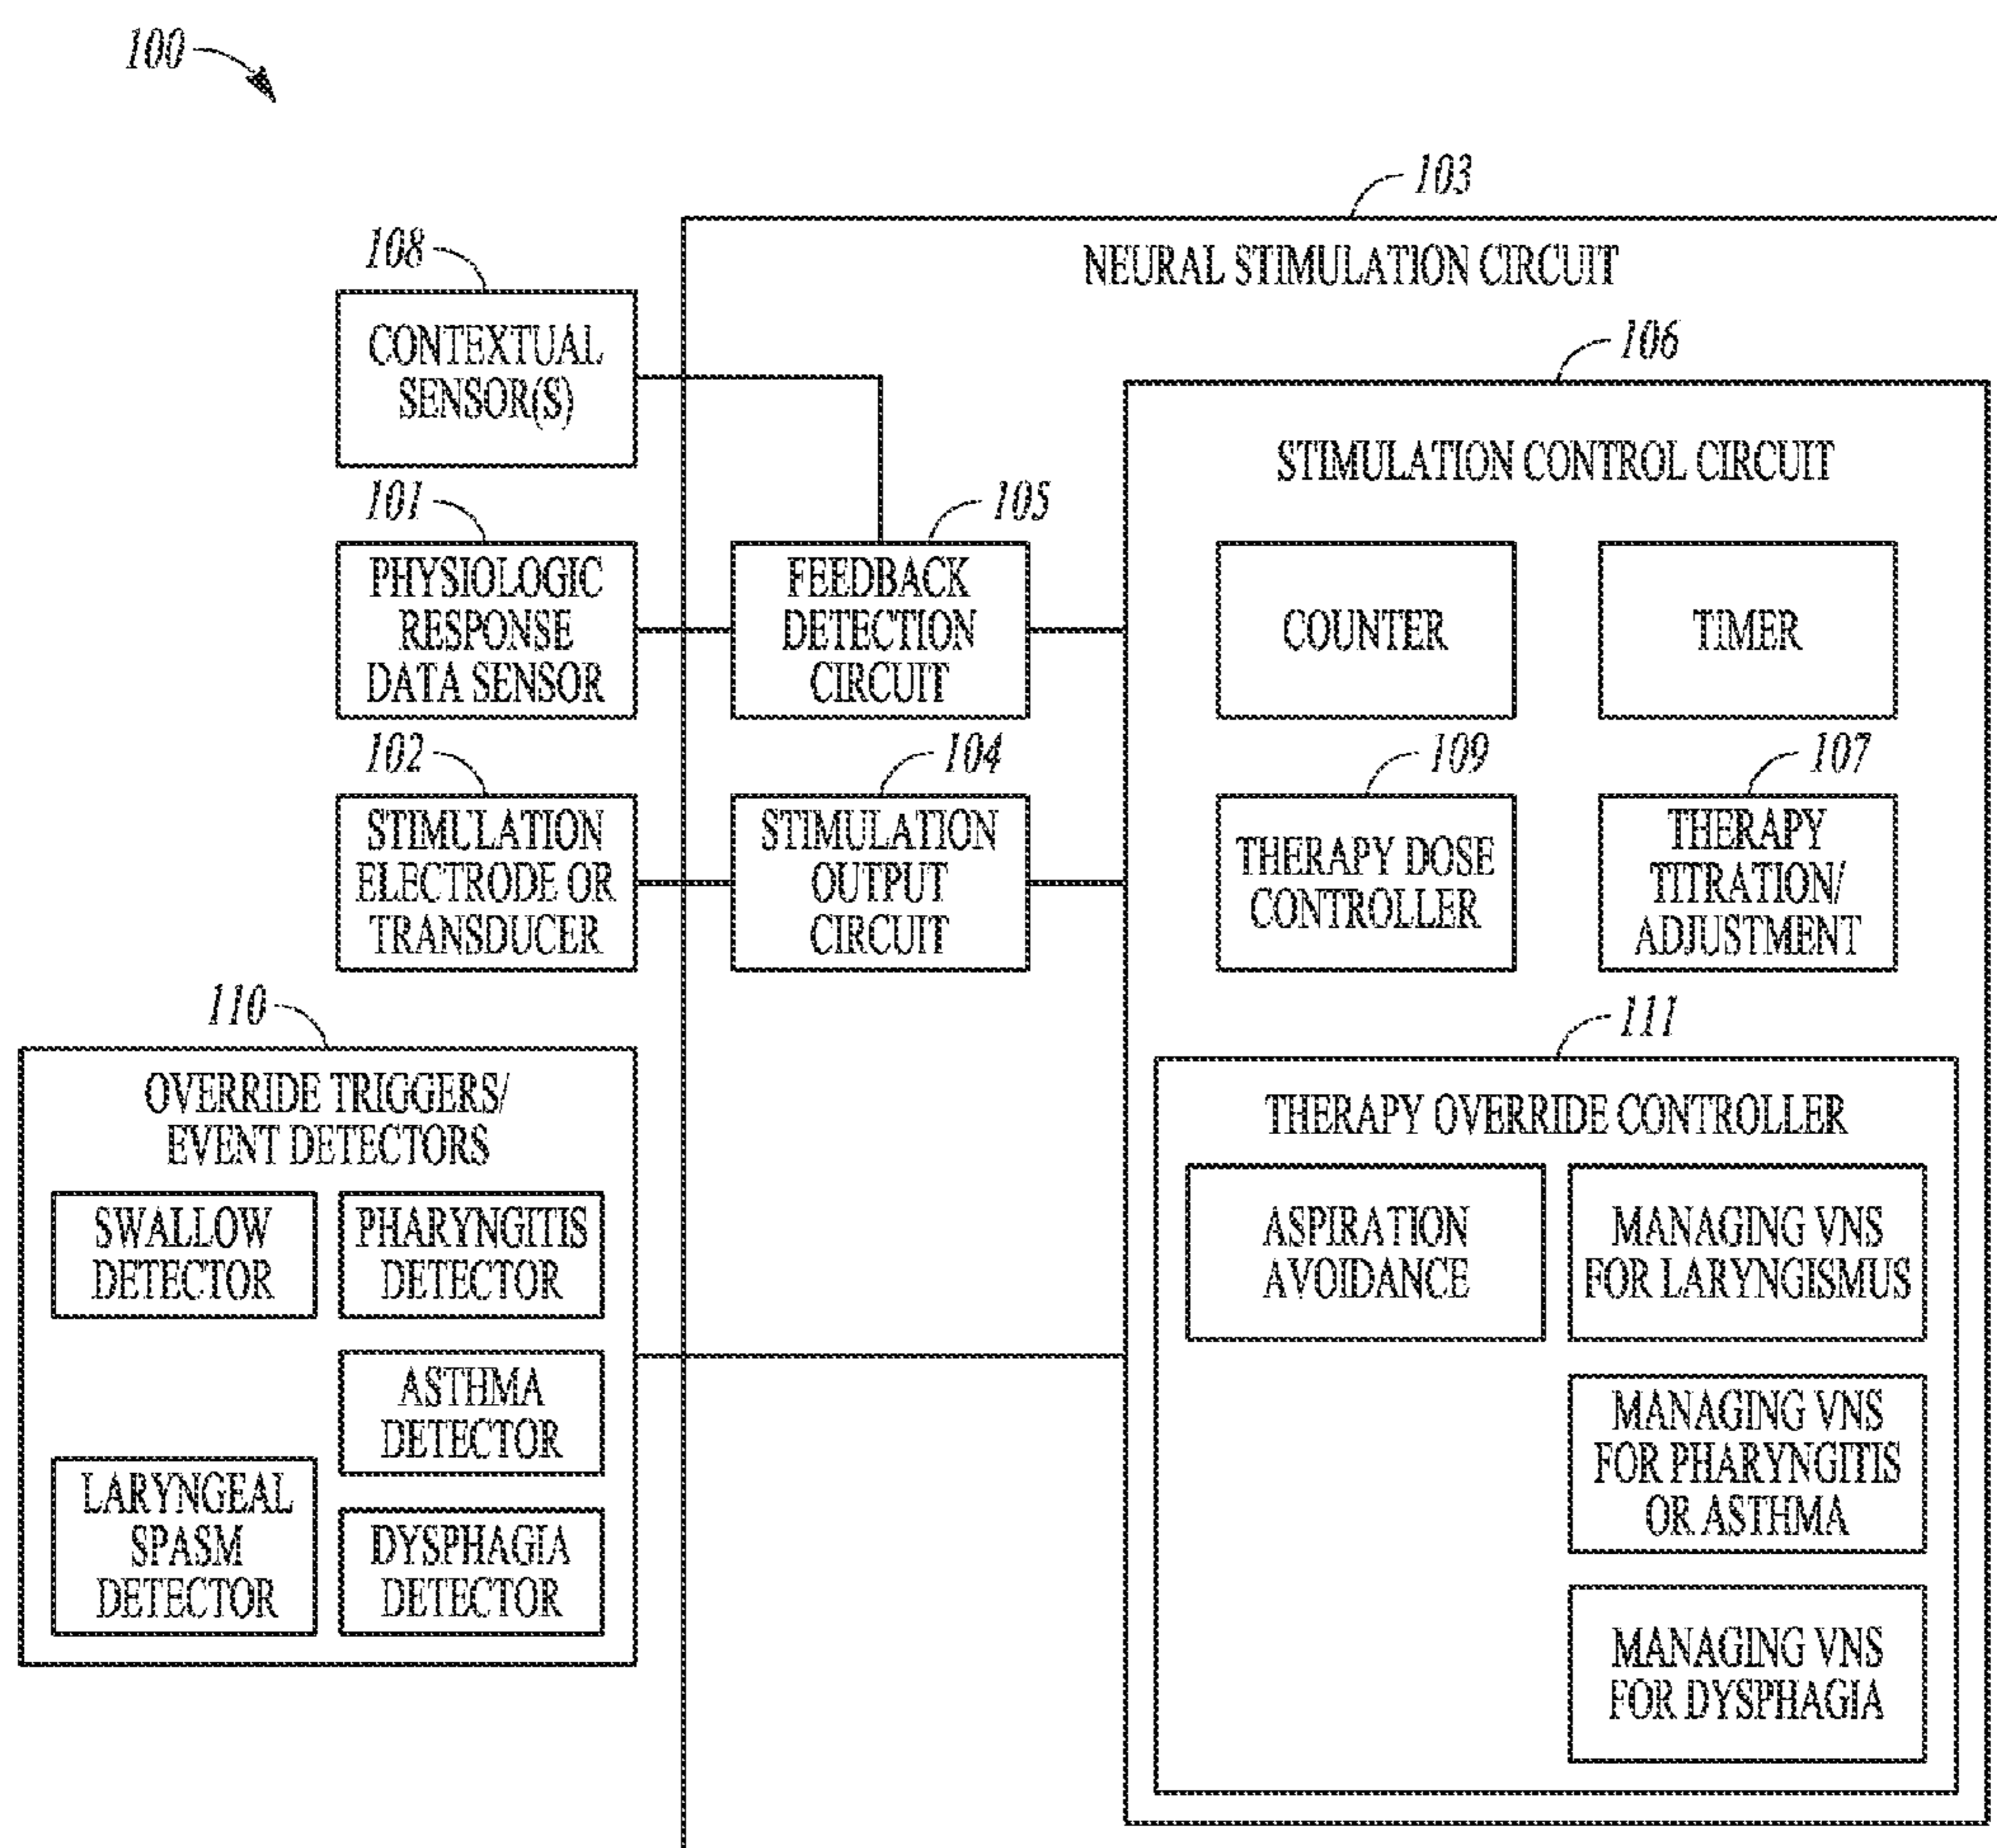 100
103
NEURAL STIMULATION CIRCUIT
108
CONTEXTUAL
SENSOR(S)
106
STIMULATION CONTROL CIRCUIT
101
PHYSIOLOGIC
RESPONSE
DATA SENSOR
105
FEEDBACK
DETECTION
CIRCUIT
COUNTER
TIMER
102
STIMULATION
ELECTRODE OR
TRANSDUCER
104
STIMULATION
OUTPUT
CIRCUIT
109
THERAPY DOSE
CONTROLLER
107
THERAPY
TITRATION/
ADJUSTMENT
110
OVERRIDE TRIGGERS/
EVENT DETECTORS
SWALLOW
DETECTOR
PHARYNGITIS
DETECTOR
ASTHMA
DETECTOR
LARYNGEAL
SPASM
DETECTOR
DYSPHAGIA
DETECTOR
111
THERAPY OVERRIDE CONTROLLER
ASPIRATION
AVOIDANCE
MANAGING VNS
FOR LARYNGISMUS
MANAGING VNS
FOR PHARYNGITIS
OR ASTHMA
MANAGING VNS
FOR DYSPHAGIA